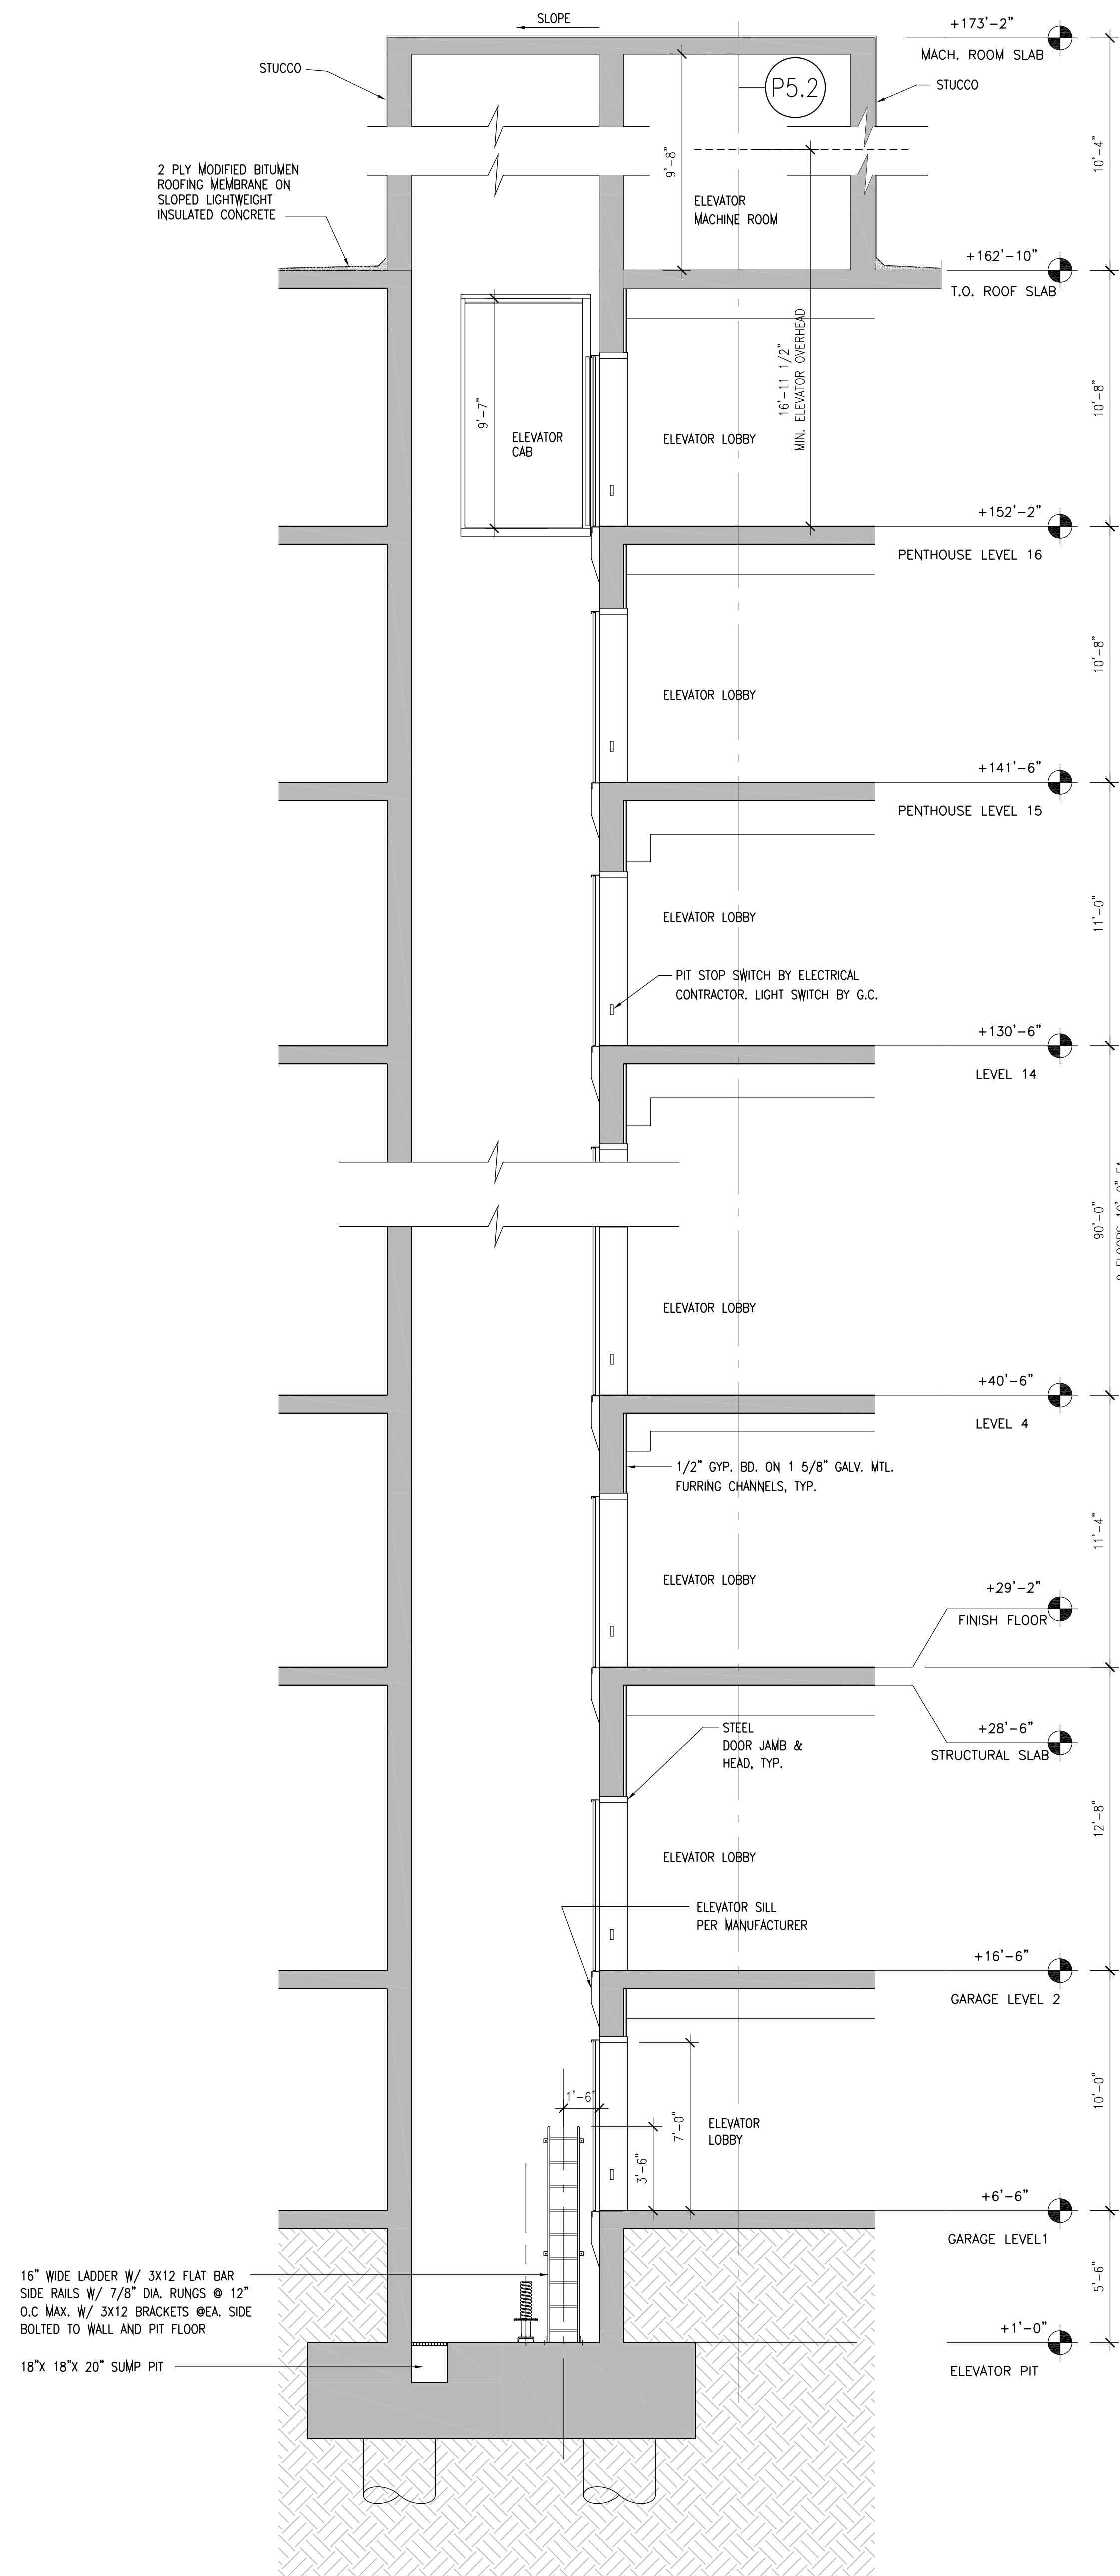 SLOPE
+173'-2"
MACH. ROOM SLAB
STUCCO
P5.2
STUCCO
2 PLY MODIFIED BITUMEN
ROOFING MEMBRANE ON
SLOPED LIGHTWEIGHT
INSULATED CONCRETE
9'-8"
10'-4"
ELEVATOR
MACHINE ROOM
+162'-10"
T.O. ROOF SLAB
9'-7"
ELEVATOR
CAB
16'-11 1/2"
MIN. ELEVATOR OVERHEAD
ELEVATOR LOBBY
10'-8"
+152'-2"
PENTHOUSE LEVEL 16
ELEVATOR LOBBY
10'-8"
+141'-6"
PENTHOUSE LEVEL 15
ELEVATOR LOBBY
11'-0"
PIT STOP SWITCH BY ELECTRICAL
CONTRACTOR. LIGHT SWITCH BY G.C.
+130'-6"
LEVEL 14
90'-0"
FLOORS 10'-0" EA
ELEVATOR LOBBY
+40'-6"
LEVEL 4
1/2" GYP. BD. ON 1 5/8" GALV. MTL.
FURRING CHANNELS, TYP.
11'-4"
ELEVATOR LOBBY
+29'-2"
FINISH FLOOR
STEEL
DOOR JAMB &
HEAD, TYP.
+28'-6"
STRUCTURAL SLAB
12'-8"
ELEVATOR LOBBY
ELEVATOR SILL
PER MANUFACTURER
+16'-6"
GARAGE LEVEL 2
1'-6"
3'-6"
7'-0"
ELEVATOR
LOBBY
10'-0"
+6'-6"
GARAGE LEVEL1
16" WIDE LADDER W/ 3X12 FLAT BAR
SIDE RAILS W/ 7/8" DIA. RUNGS @ 12"
O.C MAX. W/ 3X12 BRACKETS @EA. SIDE
BOLTED TO WALL AND PIT FLOOR
5'-6"
+1'-0"
ELEVATOR PIT
18"X 18"X 20" SUMP PIT